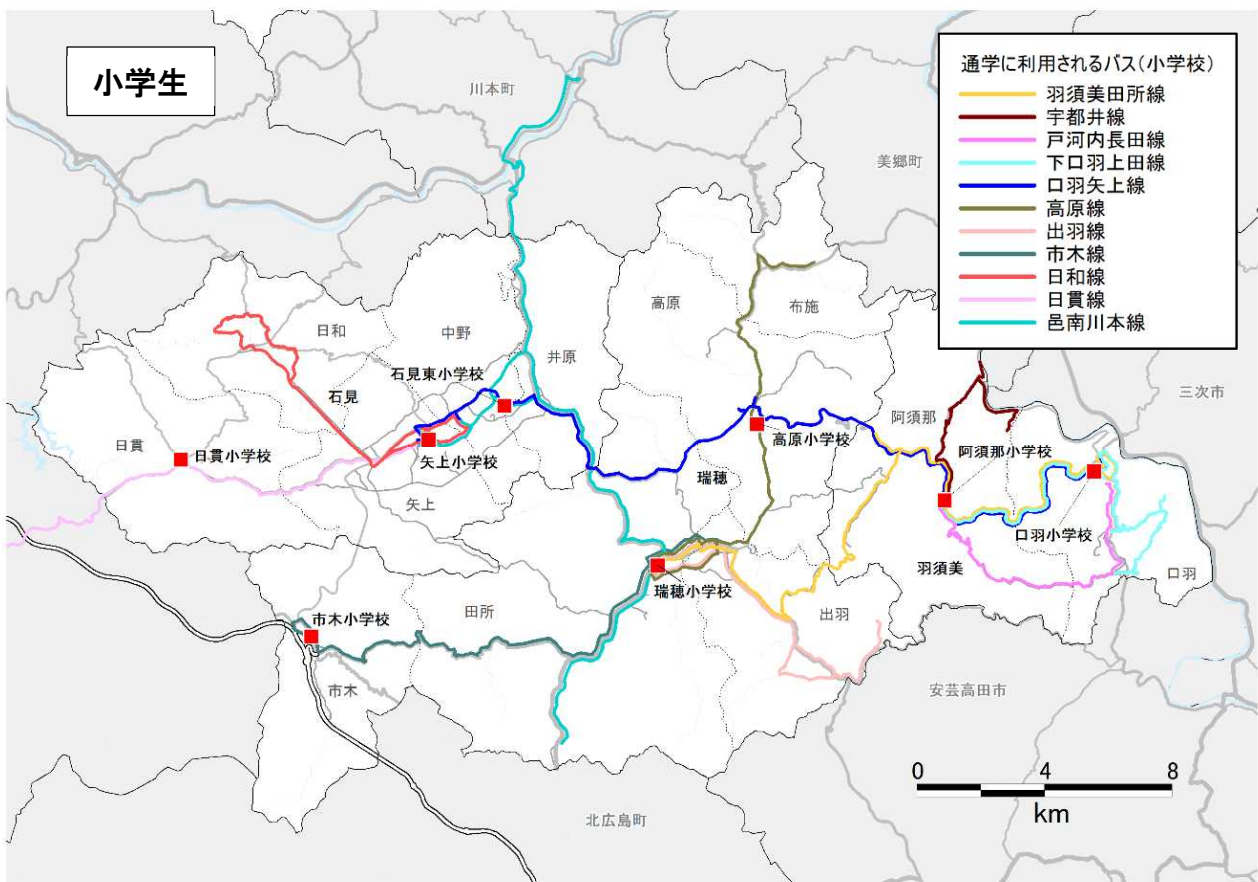 小学生
通学に利用されるバス(小学校)
羽須美田所線
宇都井線
戸河内長田線
下口羽上田線
口羽矢上線
高原線
出羽線
市木線
日和線
日貫線
邑南川本線
川本町
美郷町
三次市
高原
布施
日和
中野
井原
石見東小学校
石見
阿須那
日貫
日貫小学校
矢上小学校
高原小学校
阿須那小学校
瑞穂
矢上
口羽小学校
羽須美
口羽
瑞穂小学校
市木小学校
田所
出羽
市木
安芸高田市
北広島町
0 4 8
km